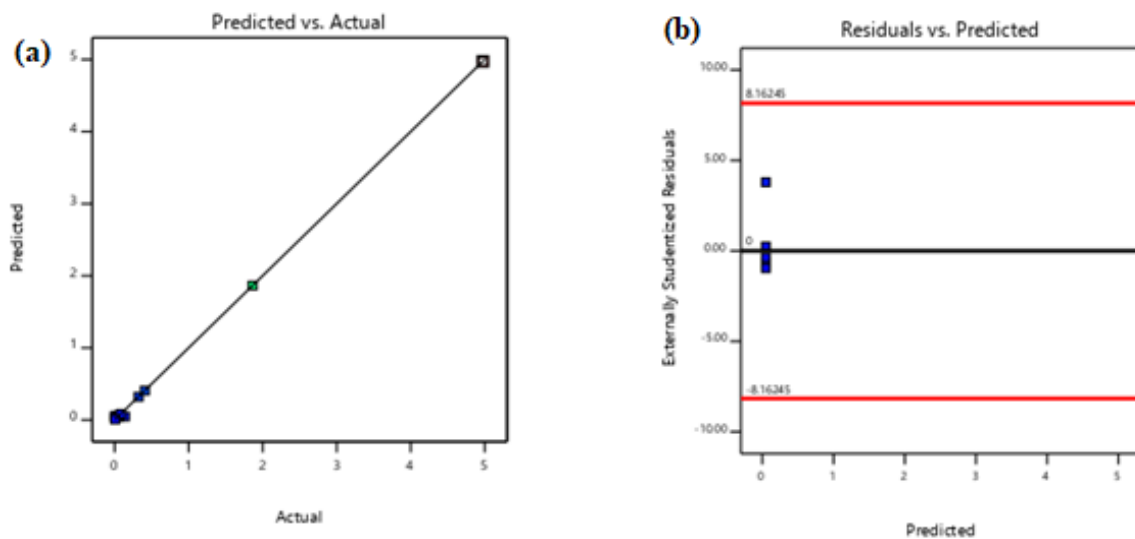 (a)
Predicted vs. Actual
5
4
3
2
1
0
Predicted
0 1 2 3 4 5
Actual
(b)
Residuals vs. Predicted
10.00
8.16245
5.00
0
0.00
-5.00
-8.16245
-10.00
Externally Studentized Residuals
0 1 2 3 4 5
Predicted